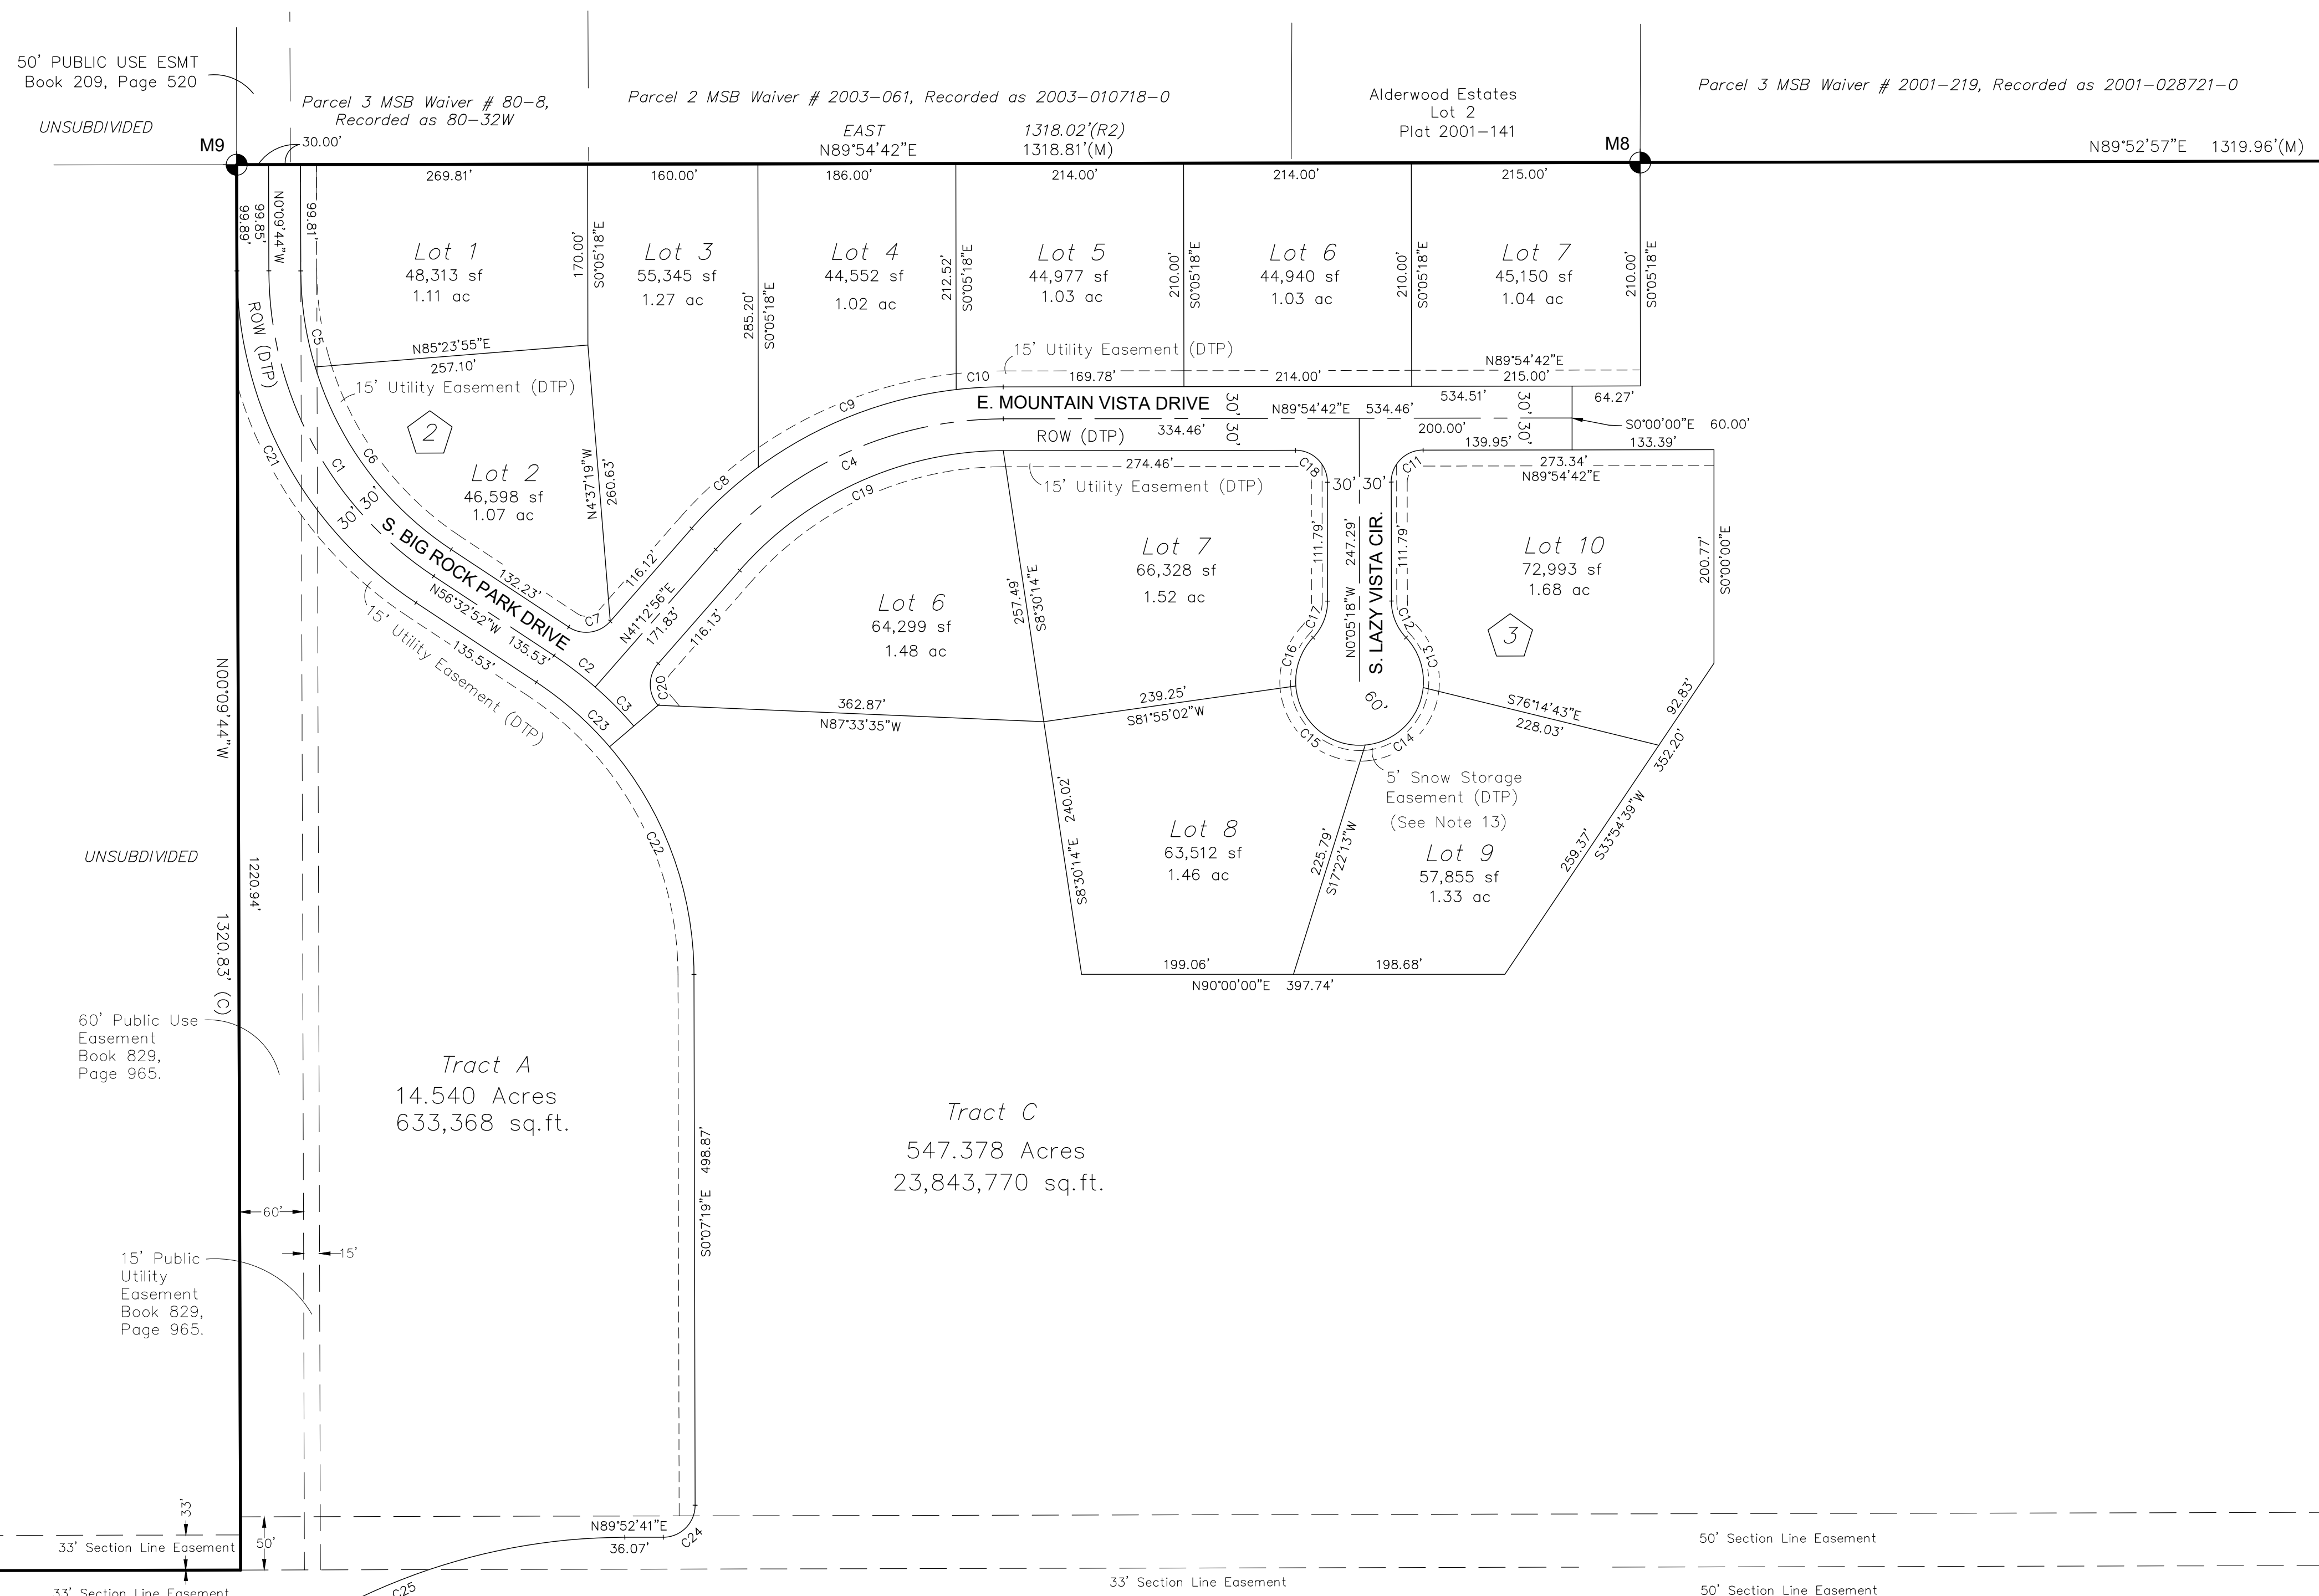 50' PUBLIC USE ESMT
Book 209, Page 520
UNSUBDIVIDED
M9
Parcel 3 MSB Waiver # 80-8,
Recorded as 80-32W
30.00'
Parcel 2 MSB Waiver # 2003-061, Recorded as 2003-010718-0
EAST 1318.02'(R2)
N89°54'42"E 1318.81'(M)
Alderwood Estates
Lot 2
Plat 2001-141
M8
Parcel 3 MSB Waiver # 2001-219, Recorded as 2001-028721-0
N89°52'57"E 1319.96'(M)
269.81'
160.00'
186.00'
214.00'
214.00'
215.00'
99.89'
99.85'
N0°09'44"W
99.81'
Lot 1
48,313 sf
1.11 ac
170.00'
S0°05'18"E
Lot 3
55,345 sf
1.27 ac
285.20'
S0°05'18"E
Lot 4
44,552 sf
1.02 ac
212.52'
S0°05'18"E
Lot 5
44,977 sf
1.03 ac
210.00'
S0°05'18"E
Lot 6
44,940 sf
1.03 ac
210.00'
S0°05'18"E
Lot 7
45,150 sf
1.04 ac
210.00'
S0°05'18"E
ROW (DTP)
C5
N85°23'55"E
257.10'
15' Utility Easement (DTP)
2
Lot 2
46,598 sf
1.07 ac
N4°37'19"W
260.63'
C21
C1
C6
30' 30'
S. BIG ROCK PARK DRIVE
132.23'
N56°32'52"W 135.53'
135.53'
15' Utility Easement (DTP)
C7
C2
C3
C23
C22
116.12'
N41°12'56"E
171.83'
116.13'
C20
C8
C9
C4
C19
C10
15' Utility Easement (DTP)
169.78'
214.00'
N89°54'42"E
215.00'
E. MOUNTAIN VISTA DRIVE
30' 30'
N89°54'42"E 534.46'
534.51'
30' 30'
64.27'
ROW (DTP)
334.46'
200.00'
S0°00'00"E 60.00'
139.95'
133.39'
274.46'
15' Utility Easement (DTP)
C18
C11
30' 30'
273.34'
N89°54'42"E
111.79'
N0°05'18"W 247.29'
S. LAZY VISTA CIR.
111.79'
C17
C16
C12
C13
C15
C14
60'
Lot 6
64,299 sf
1.48 ac
257.49'
S8°30'14"E
Lot 7
66,328 sf
1.52 ac
Lot 10
72,993 sf
1.68 ac
3
200.77'
S0°00'00"E
362.87'
N87°33'35"W
239.25'
S81°55'02"W
S76°14'43"E
228.03'
92.83'
352.20'
S33°54'39"W
259.37'
5' Snow Storage
Easement (DTP)
(See Note 13)
S8°30'14"E 240.02'
Lot 8
63,512 sf
1.46 ac
225.79'
S17°22'13"W
Lot 9
57,855 sf
1.33 ac
199.06'
198.68'
N90°00'00"E 397.74'
N00°09'44"W
1320.83' (C)
1220.94'
UNSUBDIVIDED
60' Public Use
Easement
Book 829,
Page 965.
Tract A
14.540 Acres
633,368 sq.ft.
Tract C
547.378 Acres
23,843,770 sq.ft.
S0°07'19"E 498.87'
60'
15'
15' Public
Utility
Easement
Book 829,
Page 965.
33'
50'
33' Section Line Easement
N89°52'41"E
36.07'
C24
C25
50' Section Line Easement
33' Section Line Easement
33' Section Line Easement
50' Section Line Easement